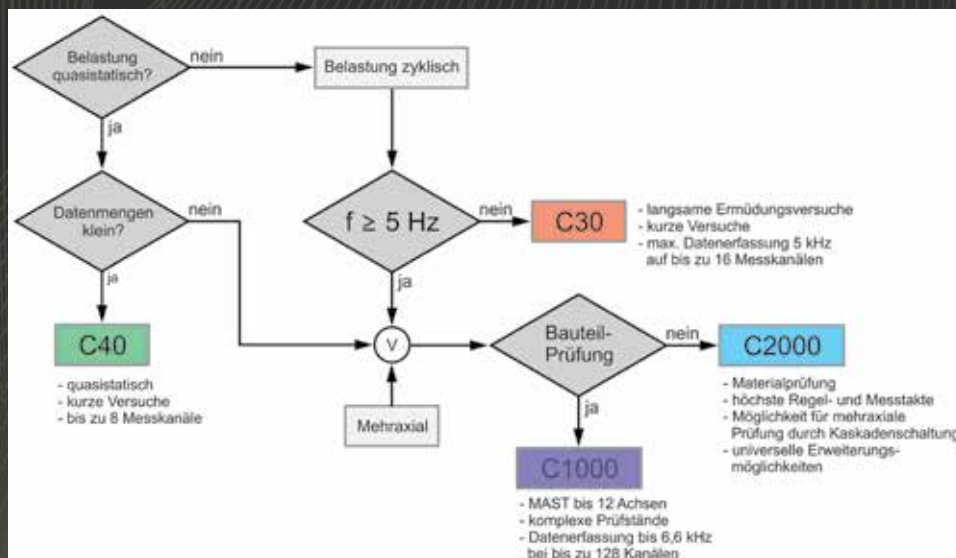 Belastung
quasistatisch?
nein
Belastung zyklisch
ja
Datenmengen
klein?
nein
ja
f ≥ 5 Hz
nein
ja
C30
- langsame Ermüdungsversuche
- kurze Versuche
- max. Datenerfassung 5 kHz
auf bis zu 16 Messkanälen
C40
- quasistatisch
- kurze Versuche
- bis zu 8 Messkanäle
V
Mehraxial
Bauteil-
Prüfung
nein
ja
C2000
- Materialprüfung
- höchste Regel- und Messtakte
- Möglichkeit für mehraxiale
Prüfung durch Kaskadenschaltung
- universelle Erweiterungs-
möglichkeiten
C1000
- MAST bis 12 Achsen
- komplexe Prüfstände
- Datenerfassung bis 6,6 kHz
bei bis zu 128 Kanälen